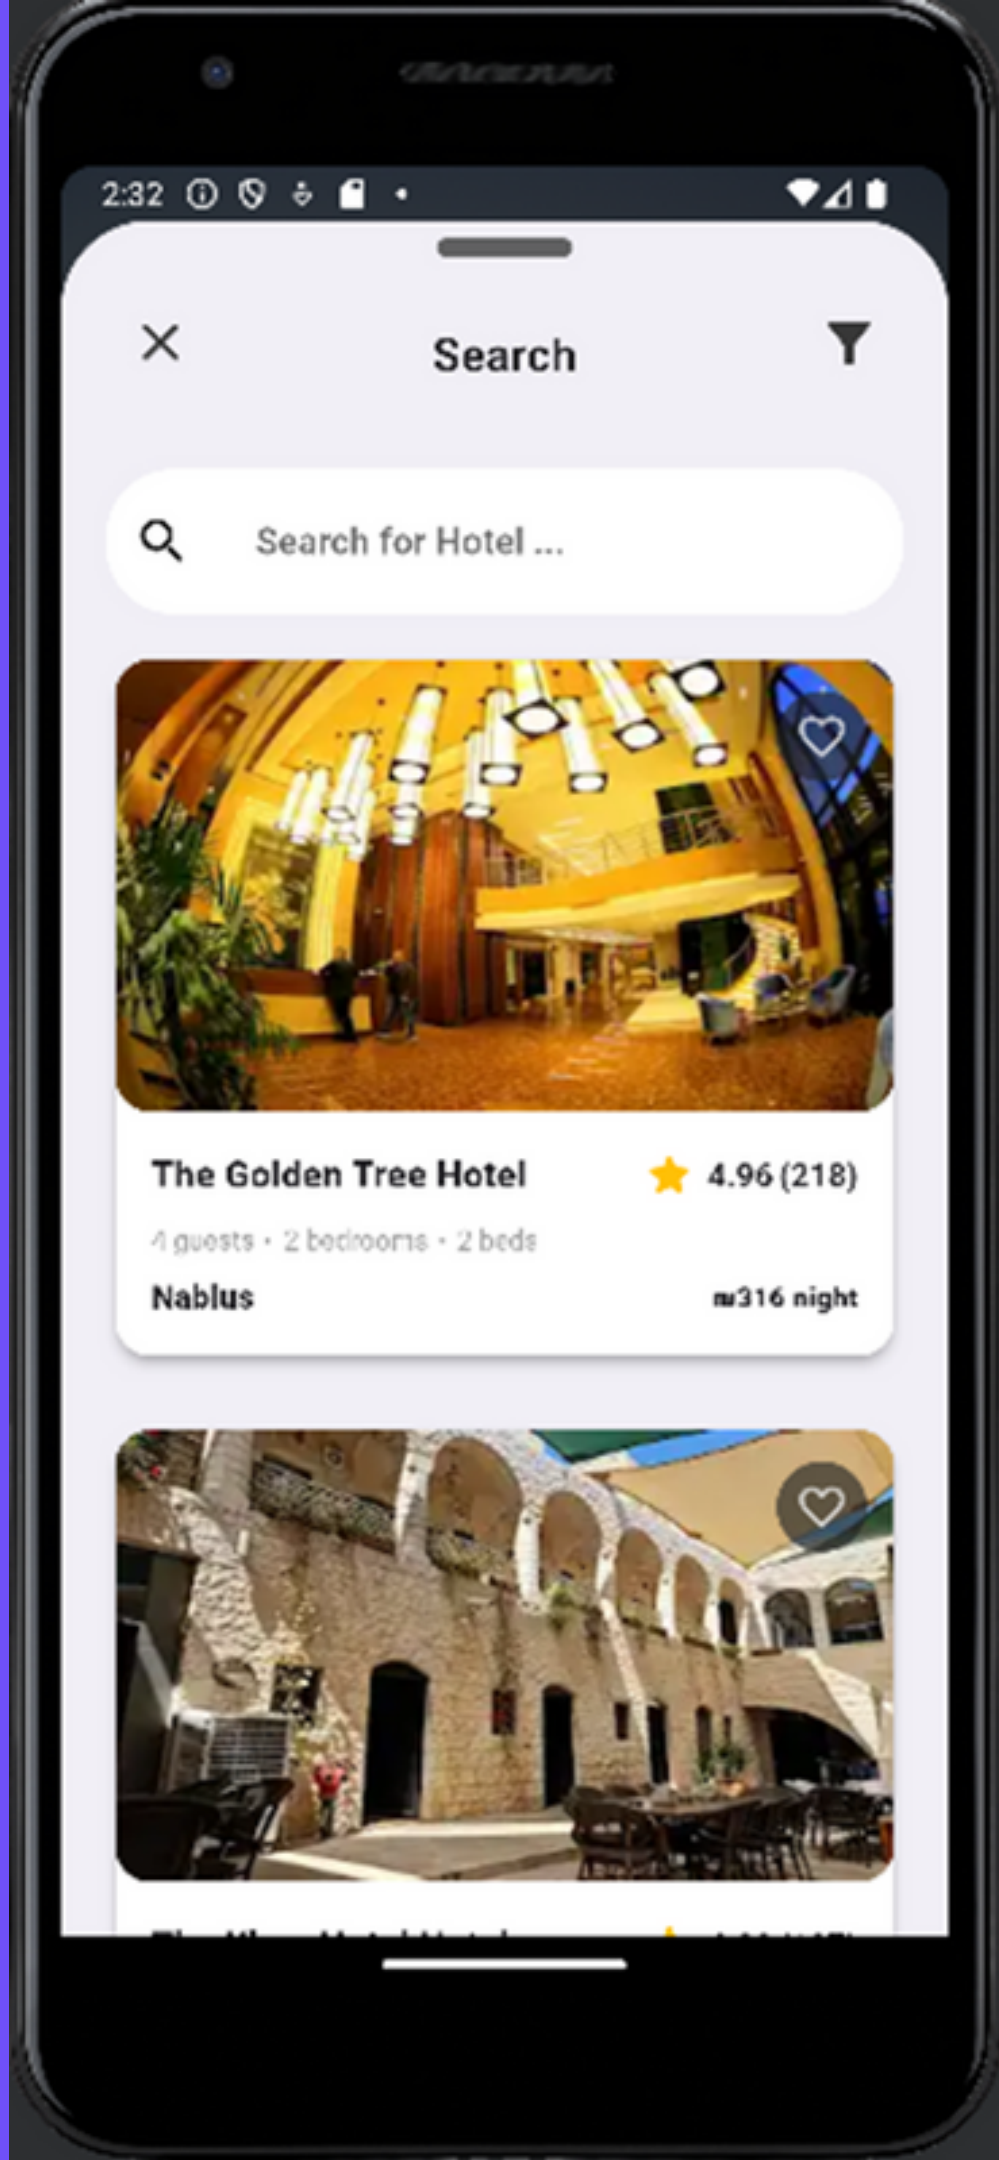 2:32
Search
Search for Hotel ...
The Golden Tree Hotel
4.96 (218)
4 guests • 2 bedrooms • 2 beds
Nablus
₪316 night